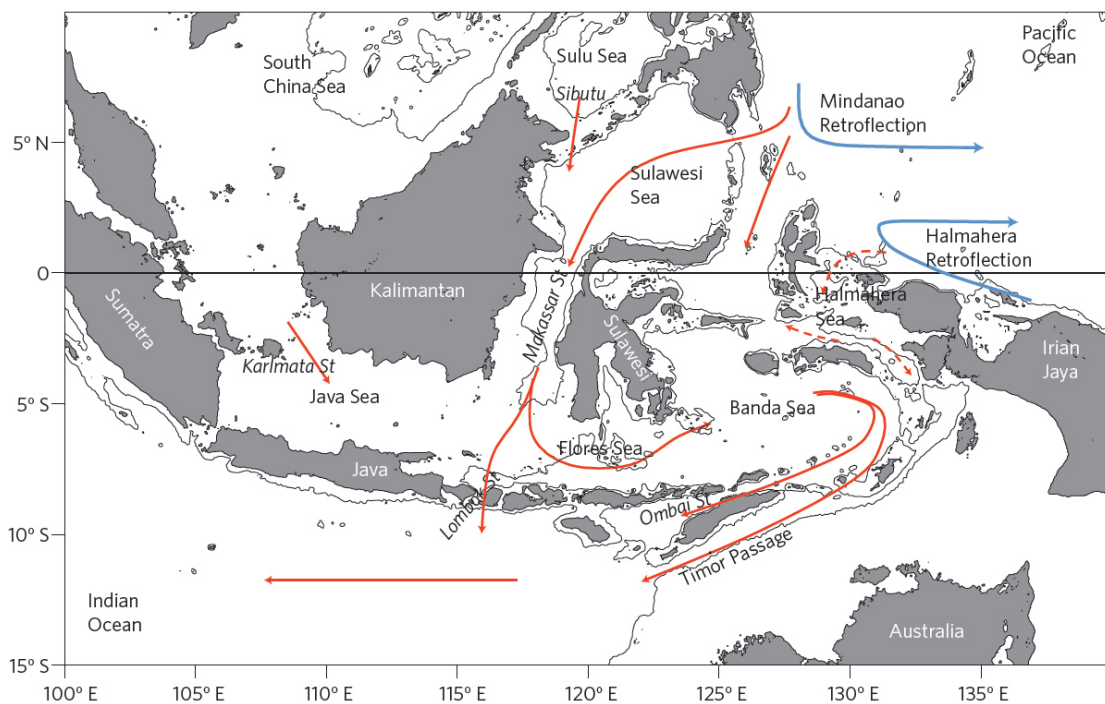 Pacific
Ocean
South
China Sea
Sulu Sea
Sibutu
Mindanao
Retroflection
5° N
Sulawesi
Sea
Halmahera
Retroflection
0
Kalimantan
Makassar St
Halmahera
Sea
Sumatra
Sulawesi
Irian
Jaya
Karlmata St
Java Sea
5° S
Banda Sea
Flores Sea
Java
Lombok St
Ombai St
10° S
Timor Passage
Indian
Ocean
Australia
15° S
100° E
105° E
110° E
115° E
120° E
125° E
130° E
135° E